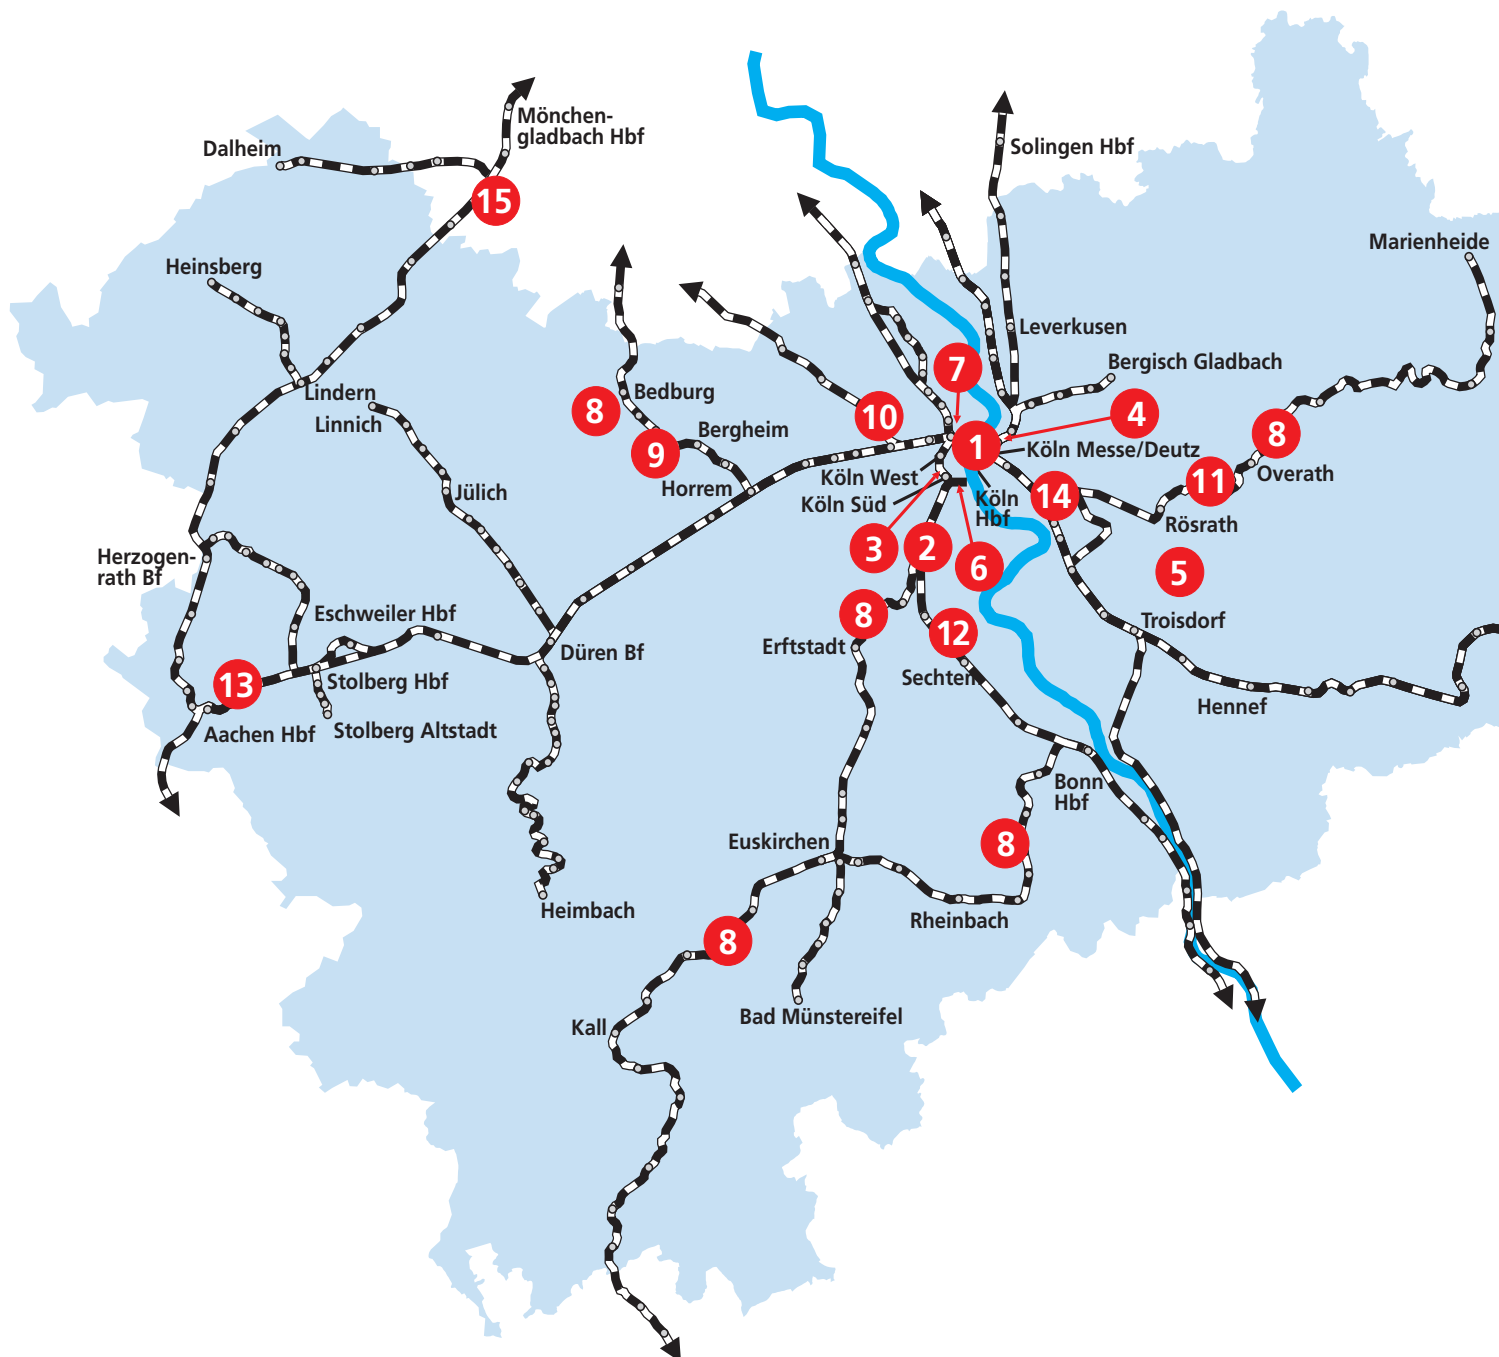 Mönchen-
gladbach Hbf
Dalheim
Solingen Hbf
15
Marienheide
Heinsberg
Leverkusen
Bergisch Gladbach
7
Lindern
Linnich
8
Bedburg
10
4
8
Bergheim
9
1
Köln Messe/Deutz
Köln West
Köln Süd
Köln
Hbf
Horrem
Jülich
14
11
Overath
Rösrath
Herzogen-
rath Bf
3
2
6
5
Eschweiler Hbf
8
12
Troisdorf
Erftstadt
Düren Bf
Sechtem
13
Stolberg Hbf
Hennef
Aachen Hbf
Stolberg Altstadt
Bonn
Hbf
Euskirchen
8
Heimbach
Rheinbach
8
Bad Münstereifel
Kall